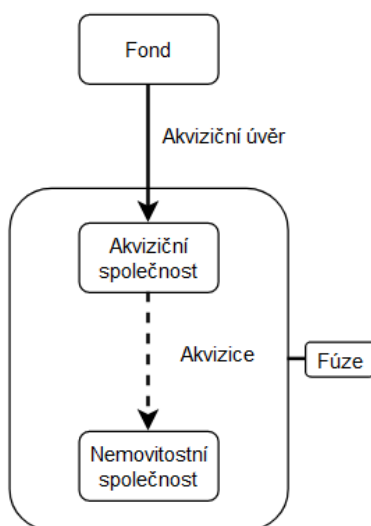 Fond
Akviziční úvěr
Akviziční
společnost
Akvizice
Fúze
Nemovitostní
společnost